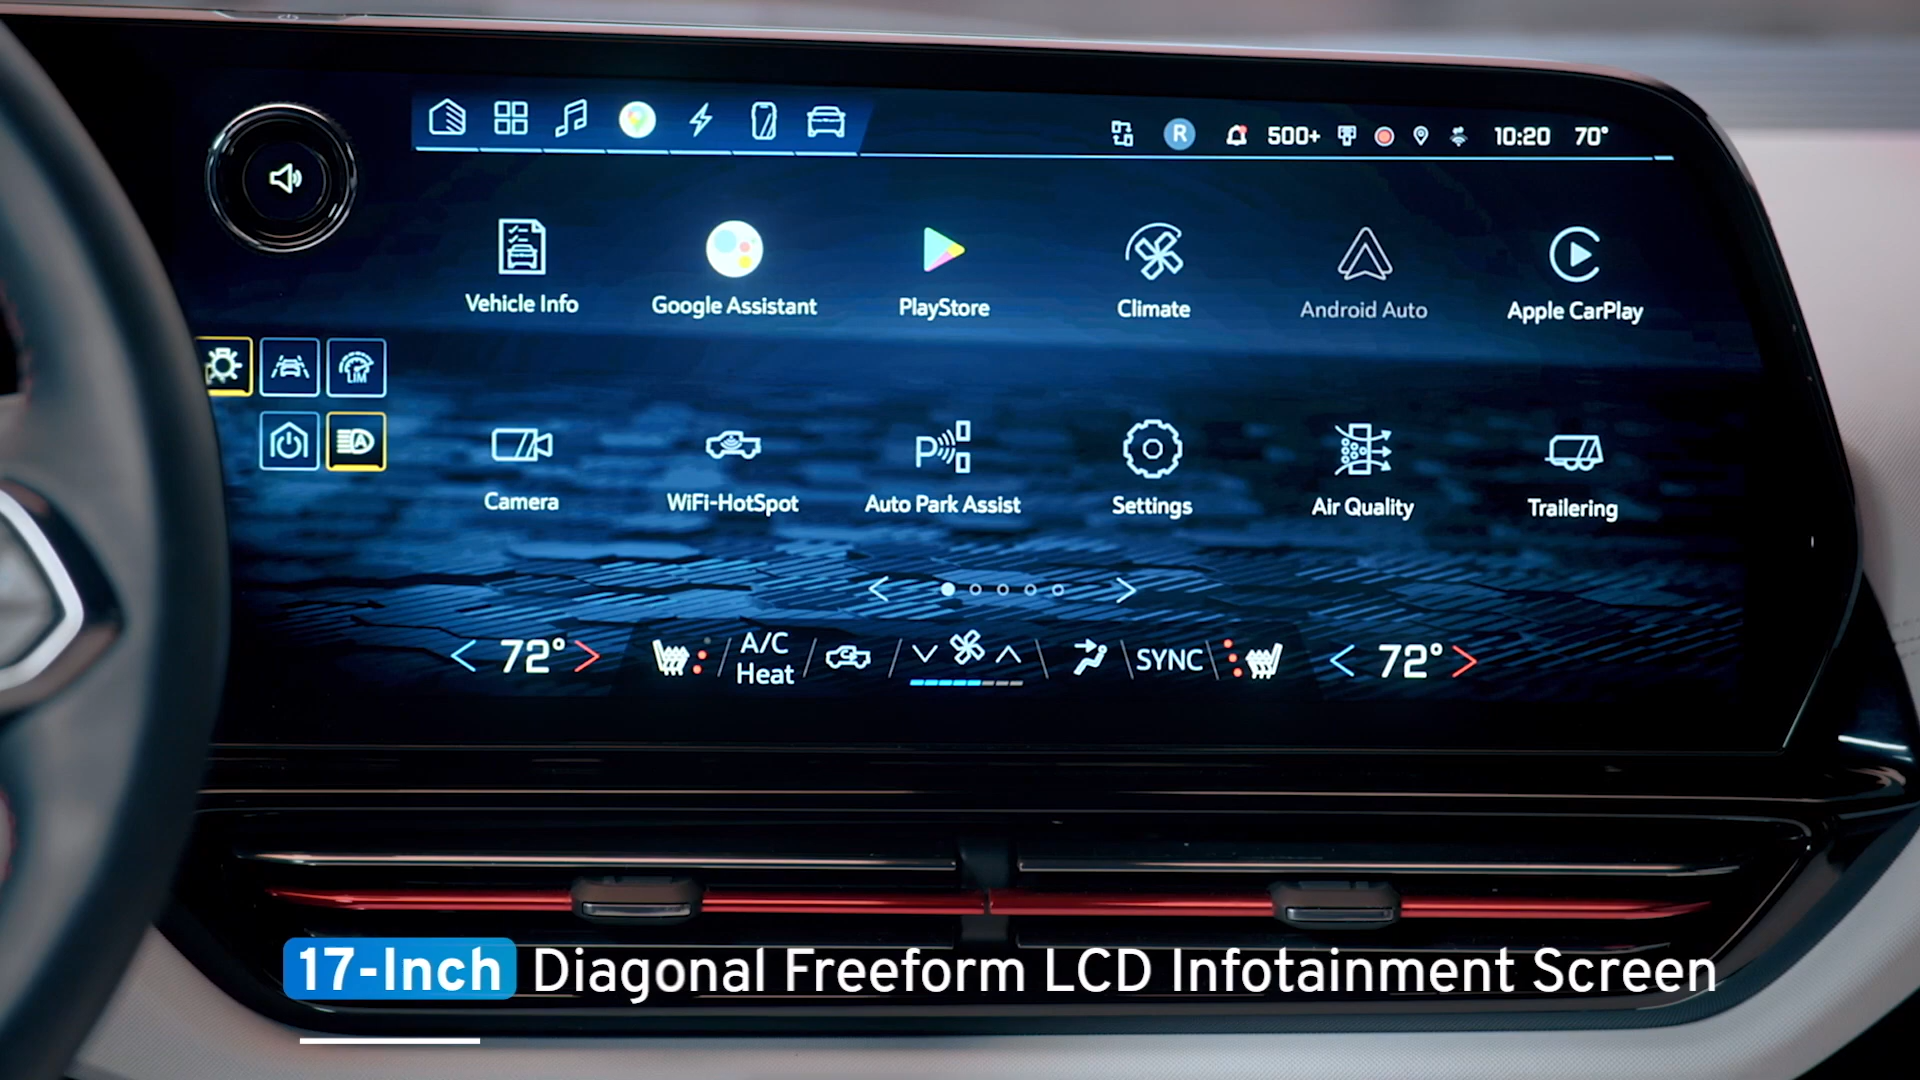 R 500+ 10:20 70°
Vehicle Info Google Assistant PlayStore Climate Android Auto Apple CarPlay
LIM
A
Camera WiFi-HotSpot Auto Park Assist Settings Air Quality Trailering
72° A/C Heat SYNC 72°
17-Inch Diagonal Freeform LCD Infotainment Screen